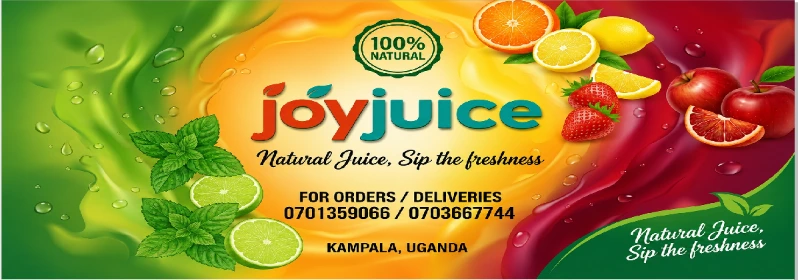 100%
NATURAL
joyjuice
Natural Juice, Sip the freshness
FOR ORDERS / DELIVERIES
0701359066 / 0703667744
KAMPALA, UGANDA
Natural Juice,
Sip the freshness